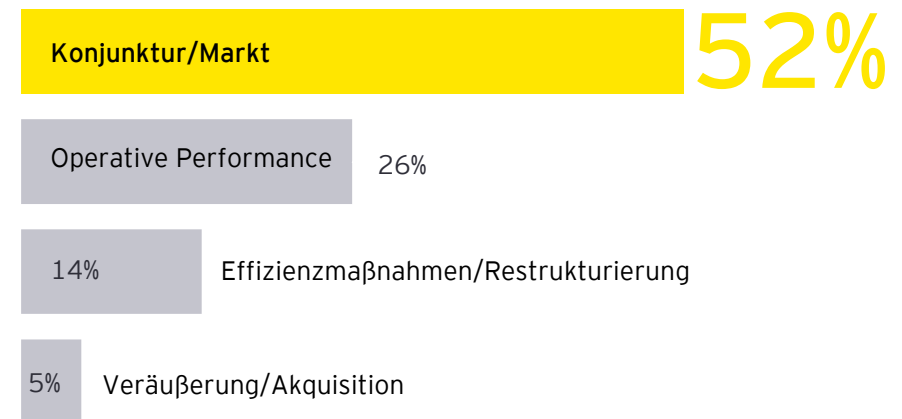 Konjunktur/Markt 52%
Operative Performance 26%
14% Effizienzmaßnahmen/Restrukturierung
5% Veräußerung/Akquisition